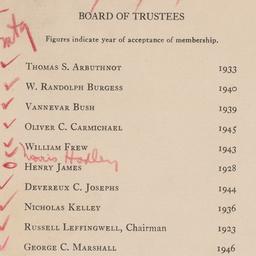 BOARD OF TRUSTEES
Figures indicate year of acceptance of membership.
THOMAS S. ARBUTHNOT 1933
W. RANDOLPH BURGESS 1940
VANNEVAR BUSH 1939
OLIVER C. CARMICHAEL 1945
WILLIAM FREW 1943
Morris Hadley
HENRY JAMES 1928
DEVEREUX C. JOSEPHS 1944
NICHOLAS KELLEY 1936
RUSSELL LEFFINGWELL, Chairman 1923
GEORGE C. MARSHALL 1946